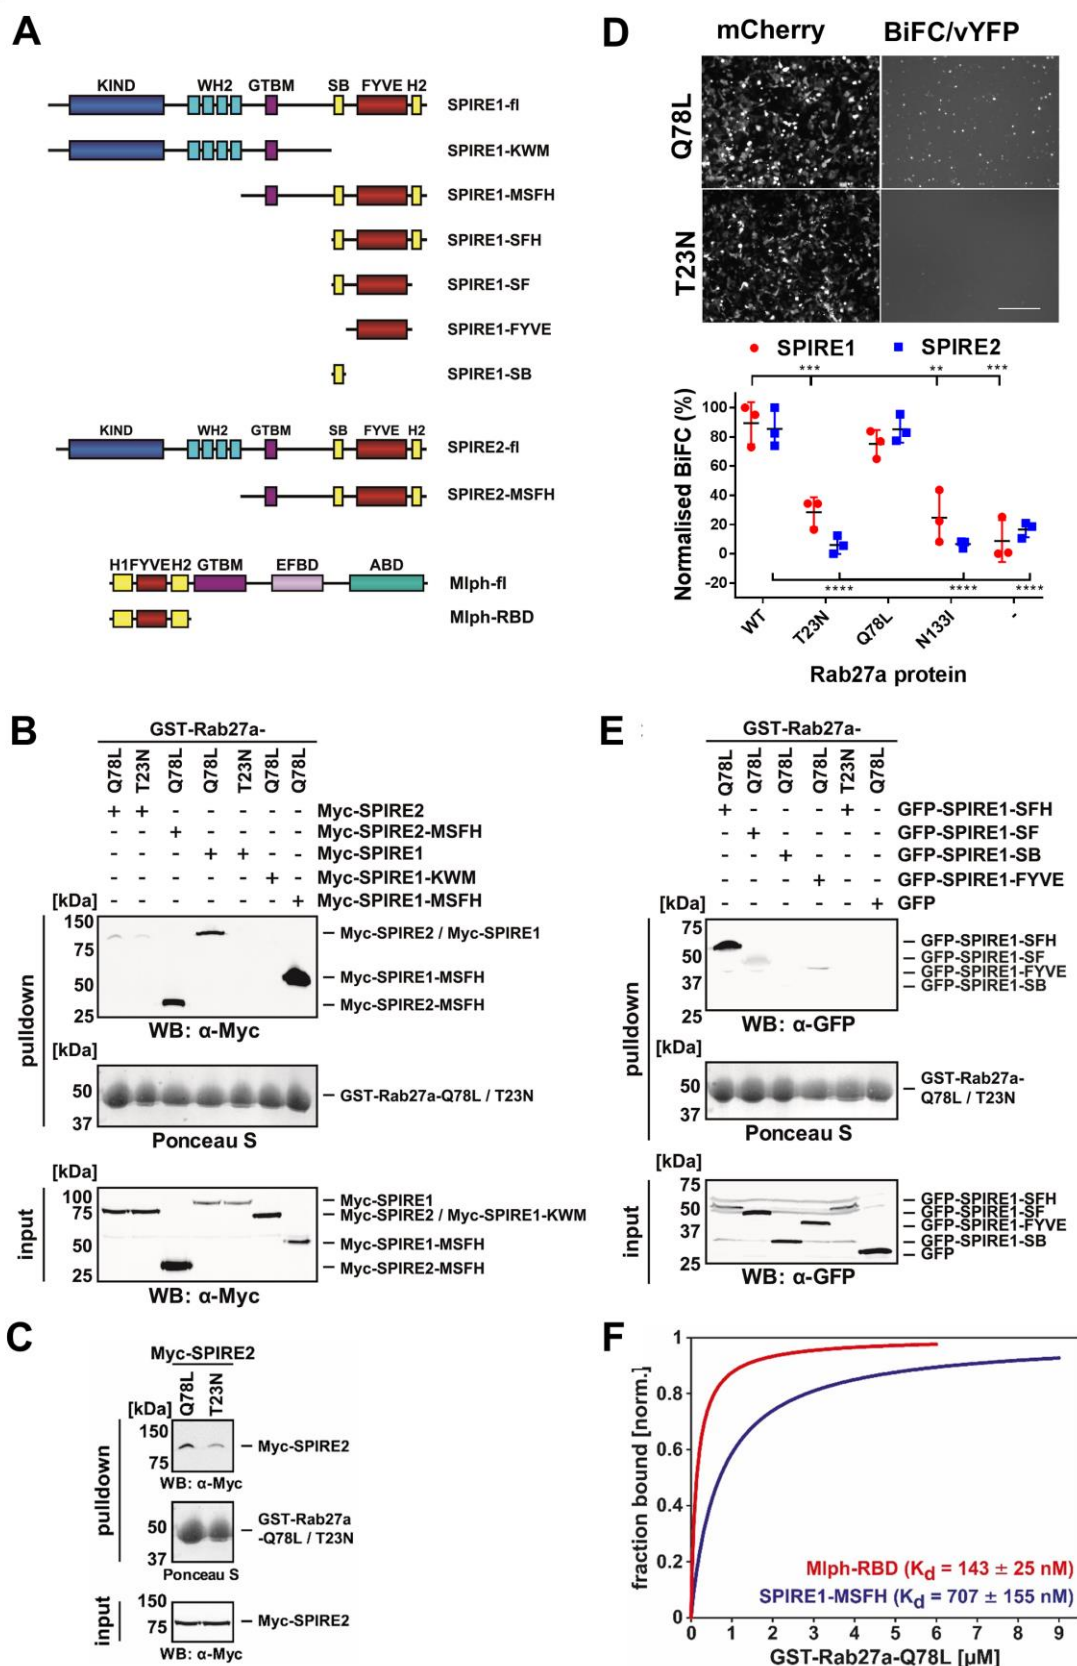 A
KIND WH2 GTBM SB FYVE H2
SPIRE1-fl
SPIRE1-KWM
SPIRE1-MSFH
SPIRE1-SFH
SPIRE1-SF
SPIRE1-FYVE
SPIRE1-SB
KIND WH2 GTBM SB FYVE H2
SPIRE2-fl
SPIRE2-MSFH
H1FYVE H2 GTBM EFBD ABD
Mlph-fl
Mlph-RBD
B
GST-Rab27a-
Q78L T23N Q78L Q78L T23N Q78L Q78L
+ + - - - - - Myc-SPIRE2
- - + - - - - Myc-SPIRE2-MSFH
- - - + + - - Myc-SPIRE1
- - - - - + - Myc-SPIRE1-KWM
- - - - - - + Myc-SPIRE1-MSFH
[kDa]
150
75
50
25
Myc-SPIRE2 / Myc-SPIRE1
Myc-SPIRE1-MSFH
Myc-SPIRE2-MSFH
WB: α-Myc
pulldown
[kDa]
50
37
GST-Rab27a-Q78L / T23N
Ponceau S
[kDa]
input
100
75
50
25
Myc-SPIRE1
Myc-SPIRE2 / Myc-SPIRE1-KWM
Myc-SPIRE1-MSFH
Myc-SPIRE2-MSFH
WB: α-Myc
C
Myc-SPIRE2
Q78L T23N
[kDa]
150
75
Myc-SPIRE2
WB: α-Myc
pulldown
50
37
GST-Rab27a
-Q78L / T23N
Ponceau S
input
150
75
Myc-SPIRE2
WB: α-Myc
D
mCherry BiFC/vYFP
Q78L
T23N
SPIRE1 SPIRE2
*** ** ***
Normalised BiFC (%)
100
80
60
40
20
0
-20
**** **** ****
WT T23N Q78L N133I -
Rab27a protein
E
GST-Rab27a-
Q78L Q78L Q78L Q78L T23N Q78L
+ - - - + - GFP-SPIRE1-SFH
- + - - - - GFP-SPIRE1-SF
- - + - - - GFP-SPIRE1-SB
- - - + - - GFP-SPIRE1-FYVE
- - - - - + GFP
[kDa]
75
50
37
25
GFP-SPIRE1-SFH
GFP-SPIRE1-SF
GFP-SPIRE1-FYVE
GFP-SPIRE1-SB
WB: α-GFP
pulldown
[kDa]
50
37
GST-Rab27a-
Q78L / T23N
Ponceau S
[kDa]
input
75
50
37
25
GFP-SPIRE1-SFH
GFP-SPIRE1-SF
GFP-SPIRE1-FYVE
GFP-SPIRE1-SB
GFP
WB: α-GFP
F
fraction bound [norm.]
1
0.8
0.6
0.4
0.2
0
Mlph-RBD (Kd = 143 ± 25 nM)
SPIRE1-MSFH (Kd = 707 ± 155 nM)
0 1 2 3 4 5 6 7 8 9
GST-Rab27a-Q78L [µM]